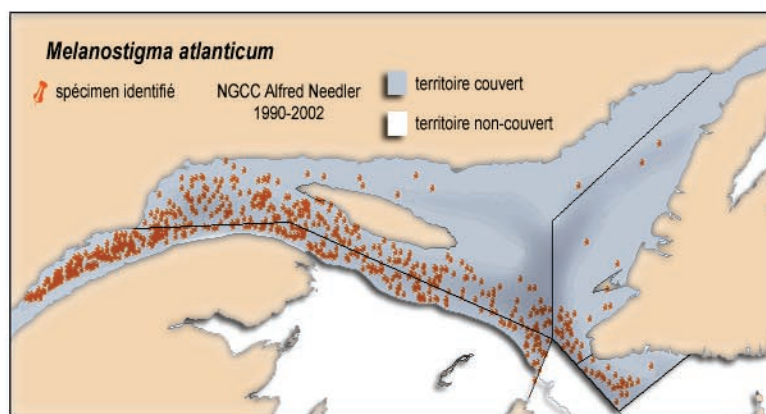 Melanostigma atlanticum
spécimen identifié
NGCC Alfred Needler
1990-2002
territoire couvert
territoire non-couvert